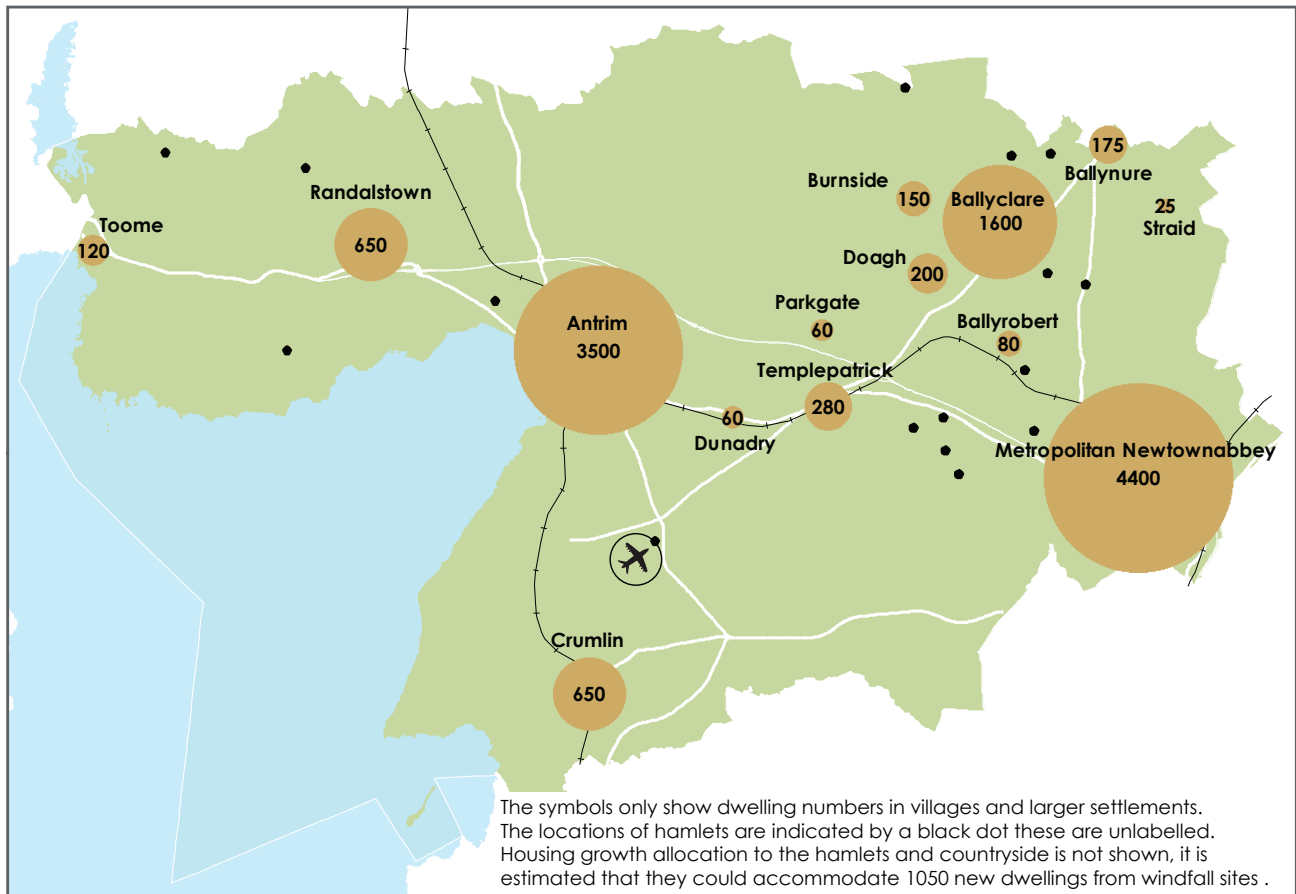 175
Ballynure
Burnside
150
Ballyclare
1600
25
Straid
Randalstown
650
Toome
120
Doagh
200
Parkgate
60
Ballyrobert
80
Antrim
3500
Templepatrick
280
60
Dunadry
Metropolitan Newtownabbey
4400
Crumlin
650
The symbols only show dwelling numbers in villages and larger settlements.
The locations of hamlets are indicated by a black dot these are unlabelled.
Housing growth allocation to the hamlets and countryside is not shown, it is
estimated that they could accommodate 1050 new dwellings from windfall sites .